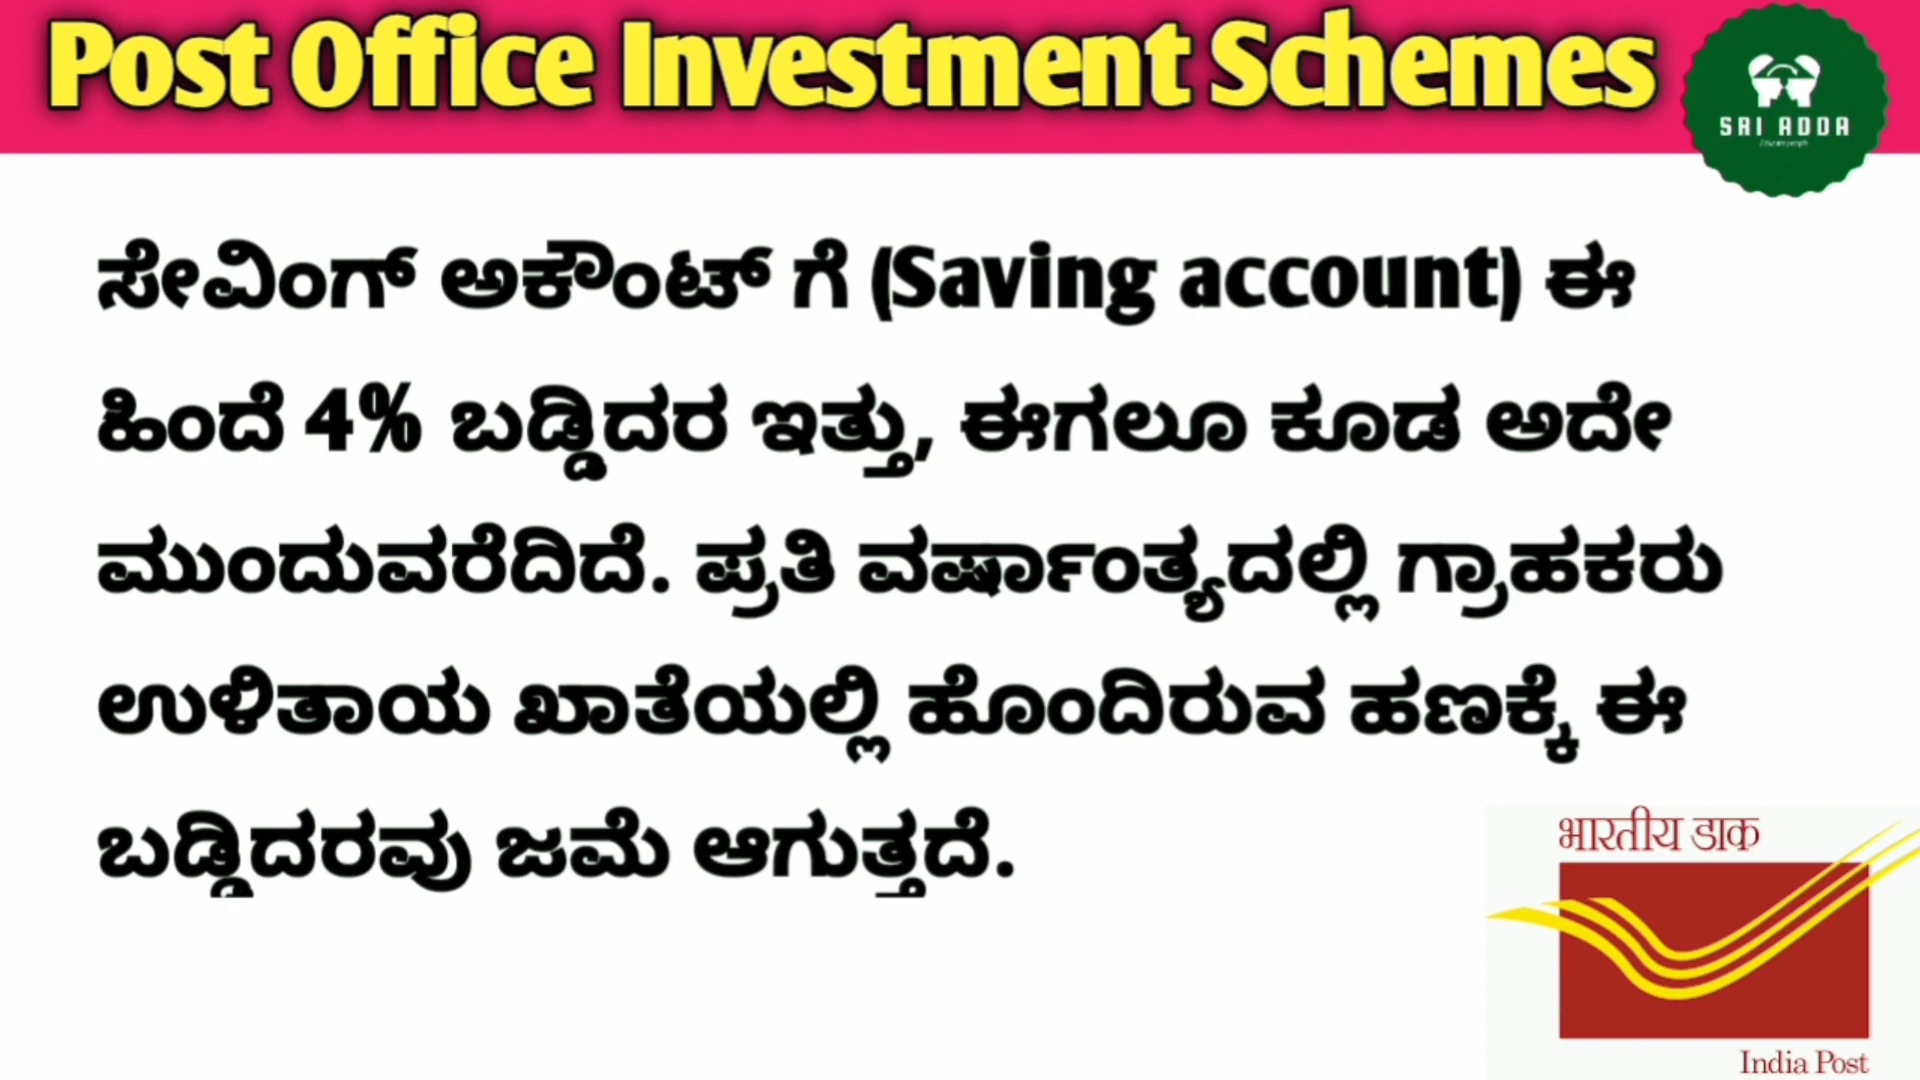 Post Office Investment Schemes
SRI ADDA
ಸೇವಿಂಗ್ ಅಕೌಂಟ್ ಗೆ (Saving account) ಈ
ಹಿಂದೆ 4% ಬಡ್ಡಿದರ ಇತ್ತು, ಈಗಲೂ ಕೂಡ ಅದೇ
ಮುಂದುವರೆದಿದೆ. ಪ್ರತಿ ವರ್ಷಾಂತ್ಯದಲ್ಲಿ ಗ್ರಾಹಕರು
ಉಳಿತಾಯ ಖಾತೆಯಲ್ಲಿ ಹೊಂದಿರುವ ಹಣಕ್ಕೆ ಈ
ಬಡ್ಡಿದರವು ಜಮೆ ಆಗುತ್ತದೆ.
भारतीय डाक
India Post